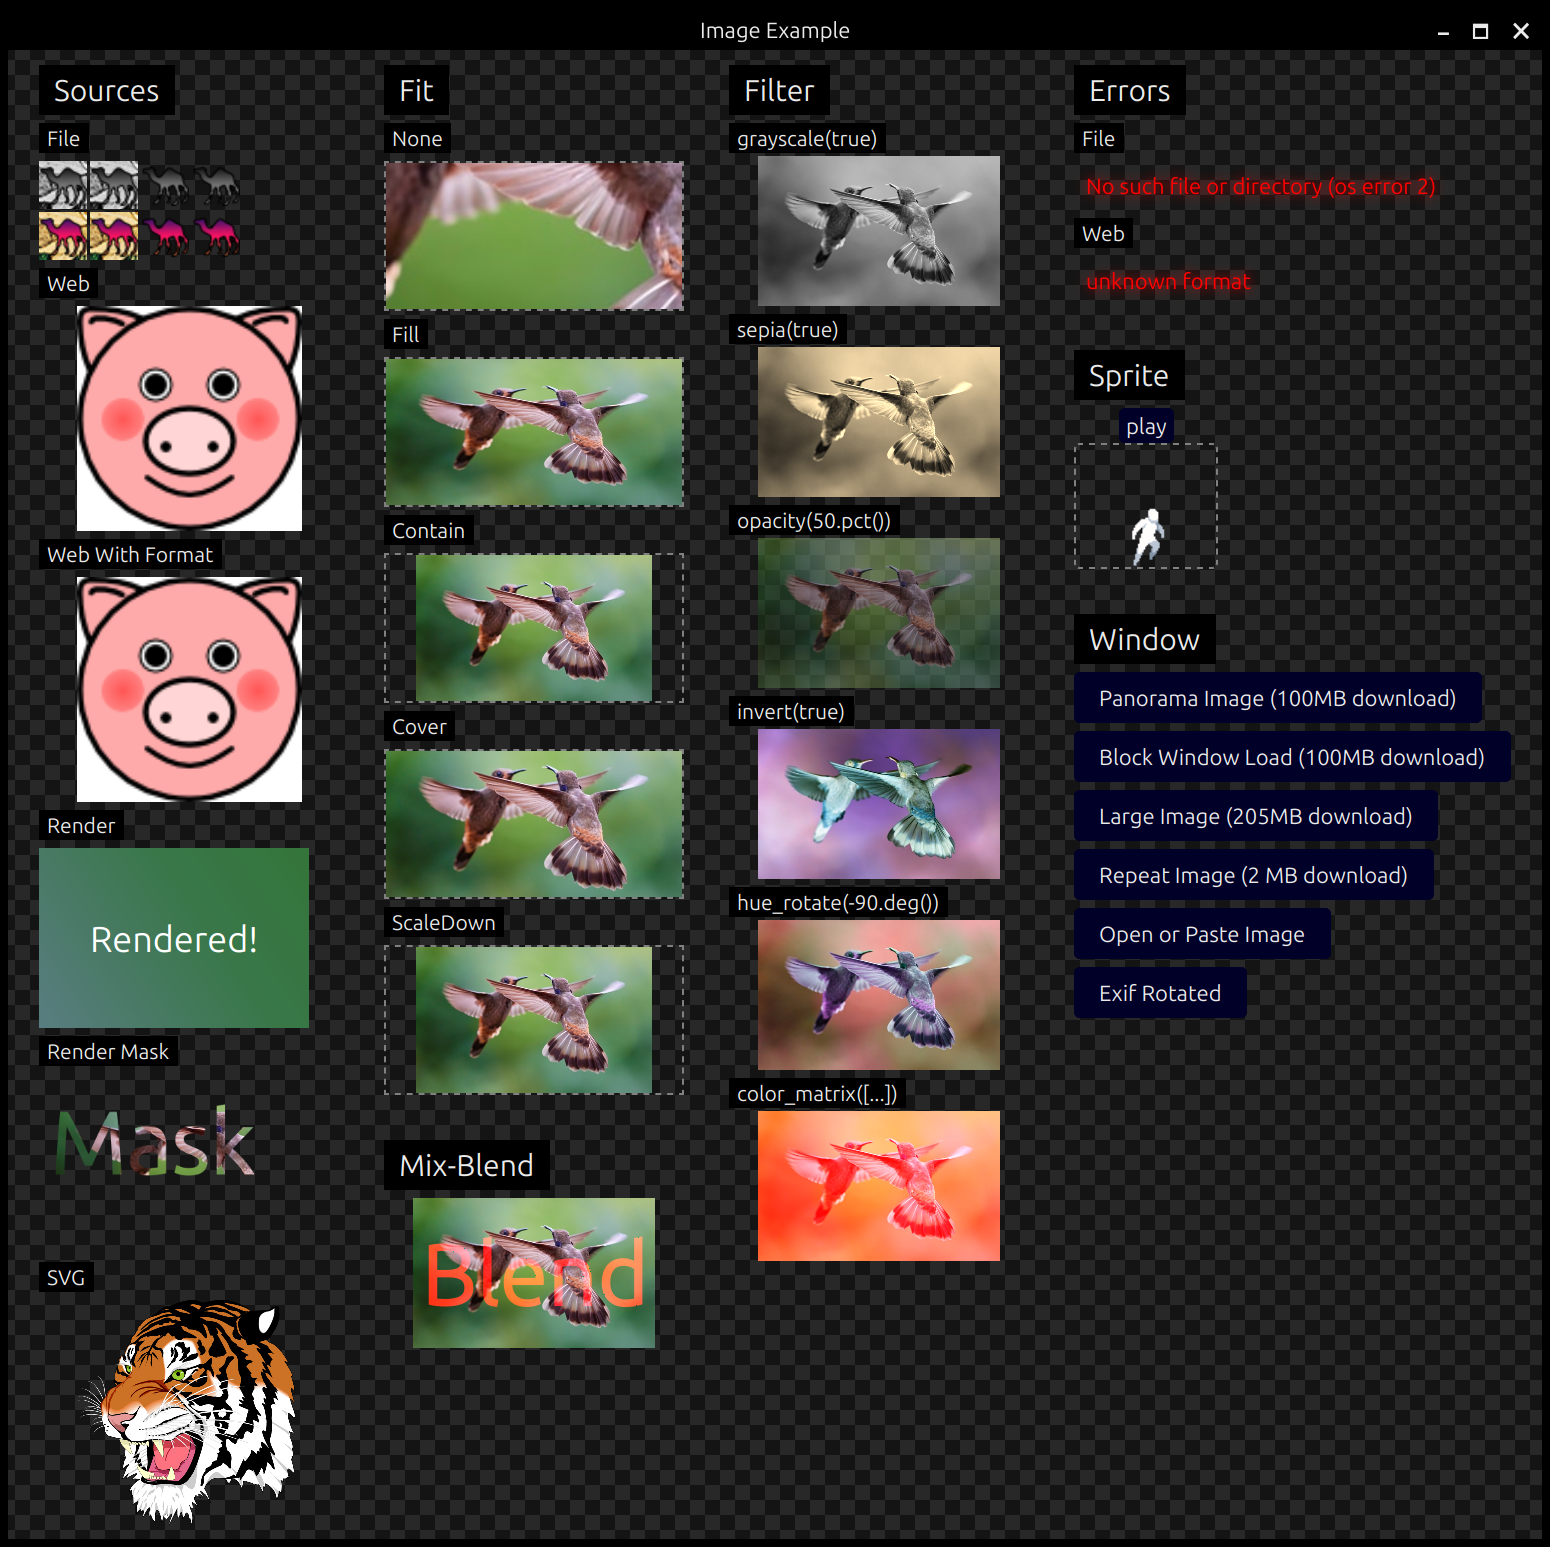 Image Example
Sources
File
Web
Web With Format
Render
Rendered!
Render Mask
Mask
SVG
Fit
None
Fill
Contain
Cover
ScaleDown
Mix-Blend
Blend
Filter
grayscale(true)
sepia(true)
opacity(50.pct())
invert(true)
hue_rotate(-90.deg())
color_matrix([...])
Errors
File
No such file or directory (os error 2)
Web
unknown format
Sprite
play
Window
Panorama Image (100MB download)
Block Window Load (100MB download)
Large Image (205MB download)
Repeat Image (2 MB download)
Open or Paste Image
Exif Rotated